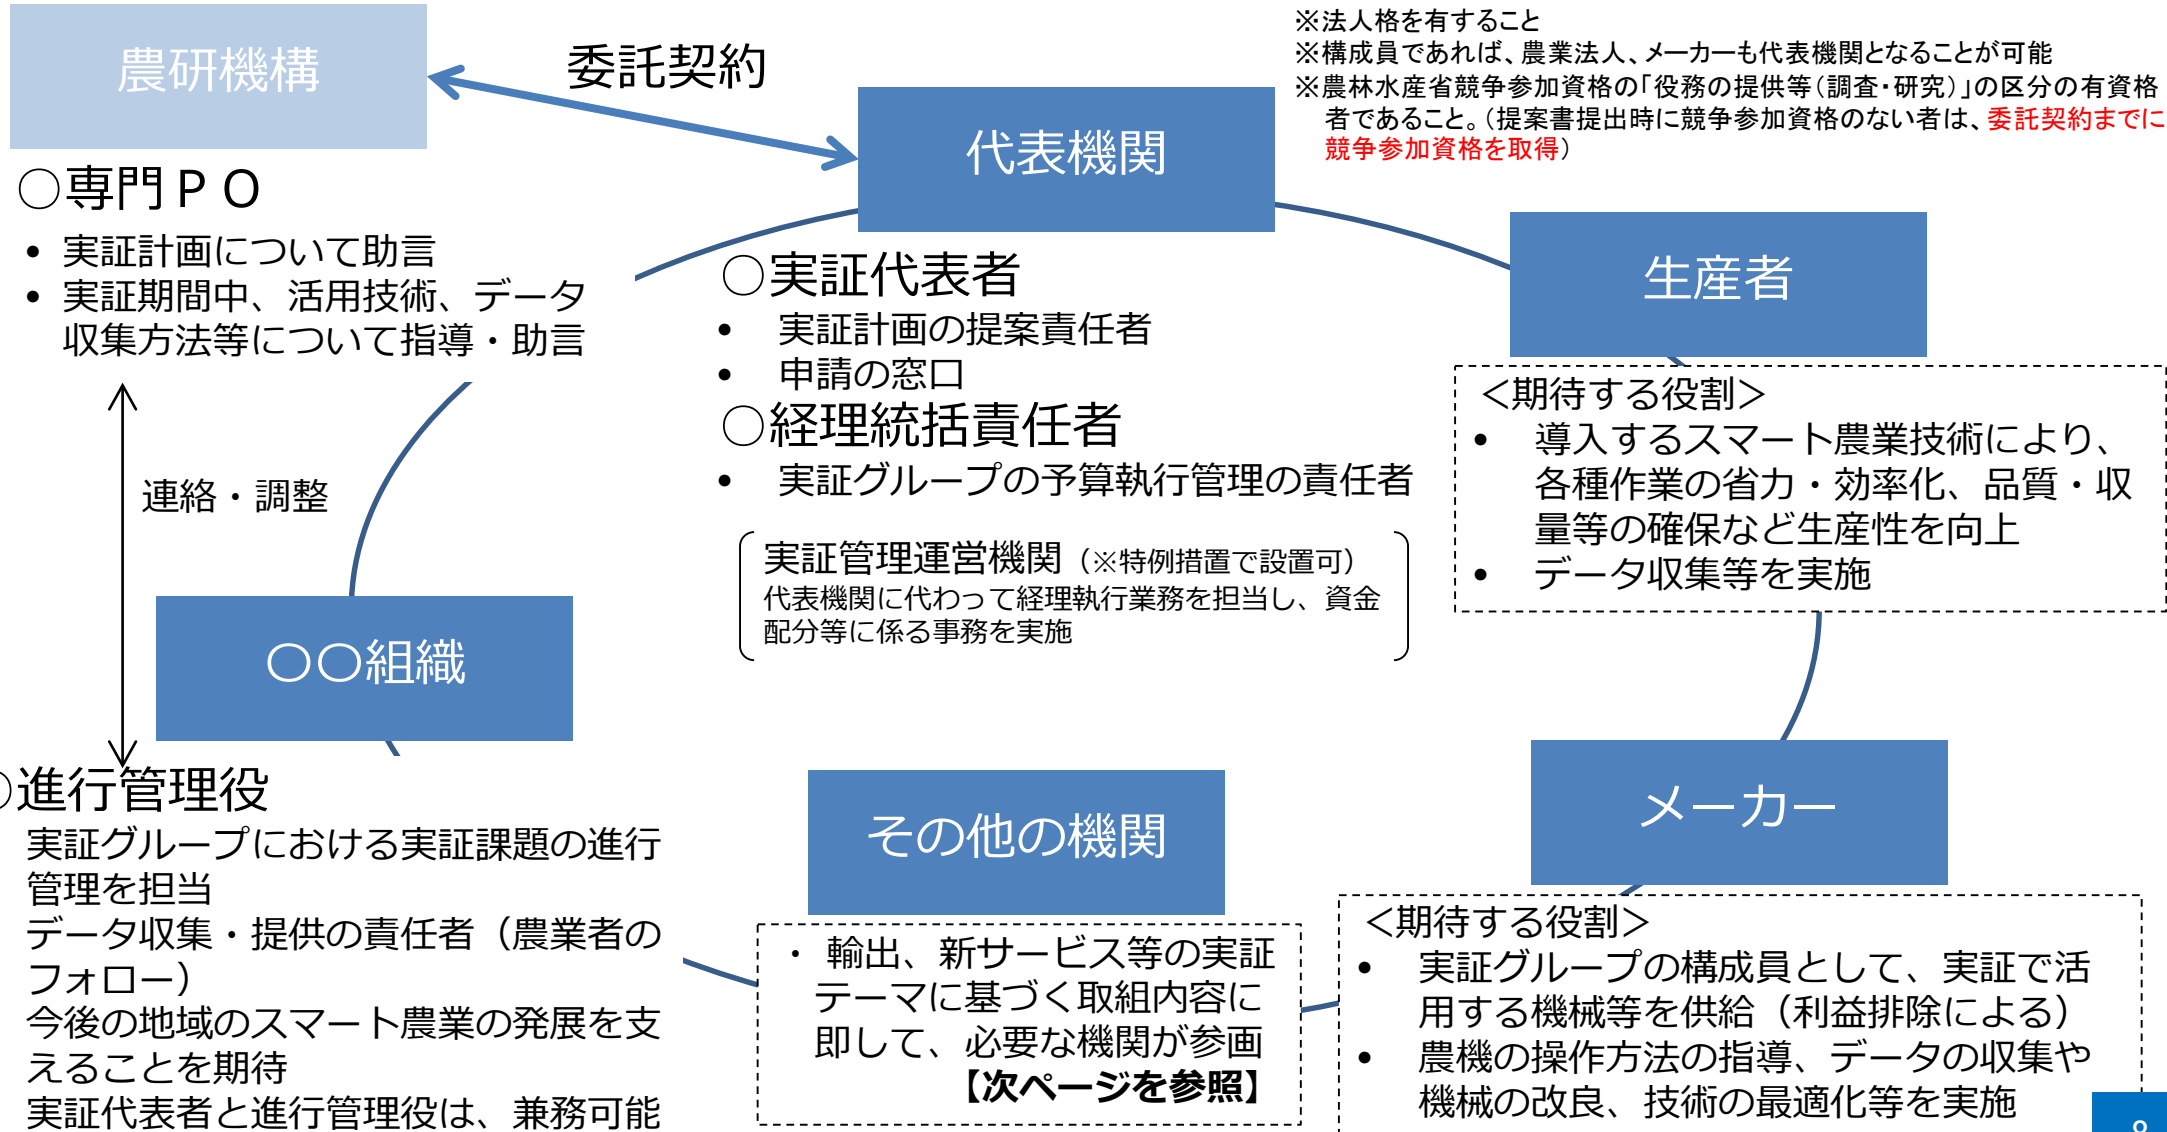 農研機構
委託契約
※法人格を有すること
※構成員であれば、農業法人、メーカーも代表機関となることが可能
※農林水産省競争参加資格の「役務の提供等（調査・研究）」の区分の有資格
者であること。（提案書提出時に競争参加資格のない者は、委託契約までに
競争参加資格を取得）
代表機関
○専門ＰＯ
• 実証計画について助言
• 実証期間中、活用技術、データ
収集方法等について指導・助言
○実証代表者
• 実証計画の提案責任者
• 申請の窓口
○経理統括責任者
• 実証グループの予算執行管理の責任者
実証管理運営機関（※特例措置で設置可）
代表機関に代わって経理執行業務を担当し、資金
配分等に係る事務を実施
生産者
＜期待する役割＞
• 導入するスマート農業技術により、
各種作業の省力・効率化、品質・収
量等の確保など生産性を向上
• データ収集等を実施
連絡・調整
○○組織
○進行管理役
実証グループにおける実証課題の進行
管理を担当
データ収集・提供の責任者（農業者の
フォロー）
今後の地域のスマート農業の発展を支
えることを期待
実証代表者と進行管理役は、兼務可能
その他の機関
・ 輸出、新サービス等の実証
テーマに基づく取組内容に
即して、必要な機関が参画
【次ページを参照】
メーカー
＜期待する役割＞
• 実証グループの構成員として、実証で活
用する機械等を供給（利益排除による）
• 農機の操作方法の指導、データの収集や
機械の改良、技術の最適化等を実施